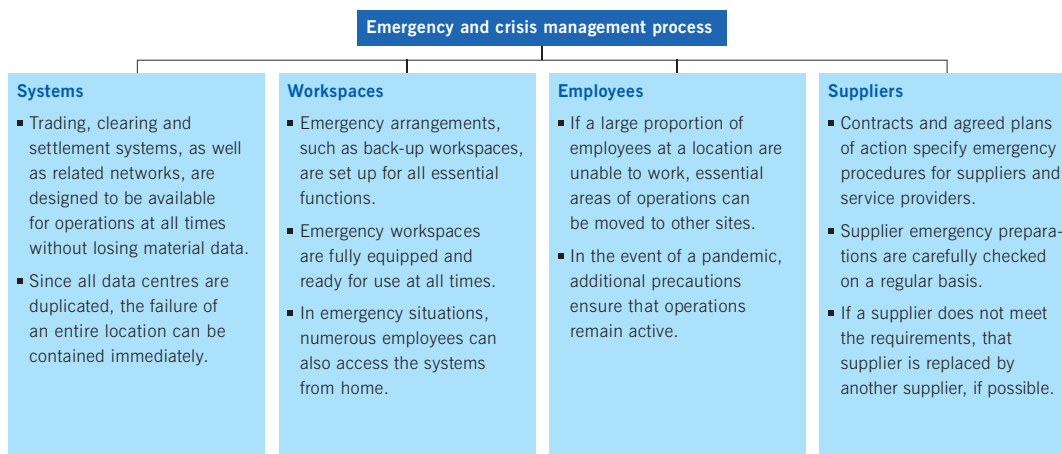 Emergency and crisis management process
Systems
▪ Trading, clearing and
settlement systems, as well
as related networks, are
designed to be available
for operations at all times
without losing material data.
▪ Since all data centres are
duplicated, the failure of
an entire location can be
contained immediately.
Workspaces
▪ Emergency arrangements,
such as back-up workspaces,
are set up for all essential
functions.
▪ Emergency workspaces
are fully equipped and
ready for use at all times.
▪ In emergency situations,
numerous employees can
also access the systems
from home.
Employees
▪ If a large proportion of
employees at a location are
unable to work, essential
areas of operations can
be moved to other sites.
▪ In the event of a pandemic,
additional precautions
ensure that operations
remain active.
Suppliers
▪ Contracts and agreed plans
of action specify emergency
procedures for suppliers and
service providers.
▪ Supplier emergency prepara-
tions are carefully checked
on a regular basis.
▪ If a supplier does not meet
the requirements, that
supplier is replaced by
another supplier, if possible.